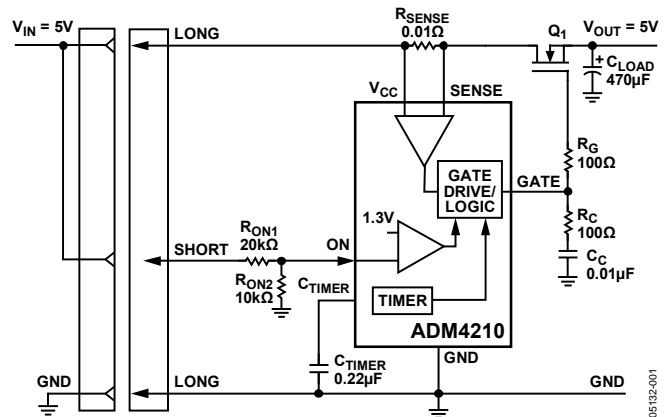 VIN = 5V
LONG
RSENSE
0.01Ω
Q1
VOUT = 5V
+
CLOAD
470µF
VCC
SENSE
RG
100Ω
GATE
DRIVE/
LOGIC
GATE
RC
100Ω
CC
0.01µF
1.3V
RON1
20kΩ
SHORT
ON
RON2
10kΩ
CTIMER
TIMER
ADM4210
GND
CTIMER
0.22µF
GND
LONG
GND
05132-001